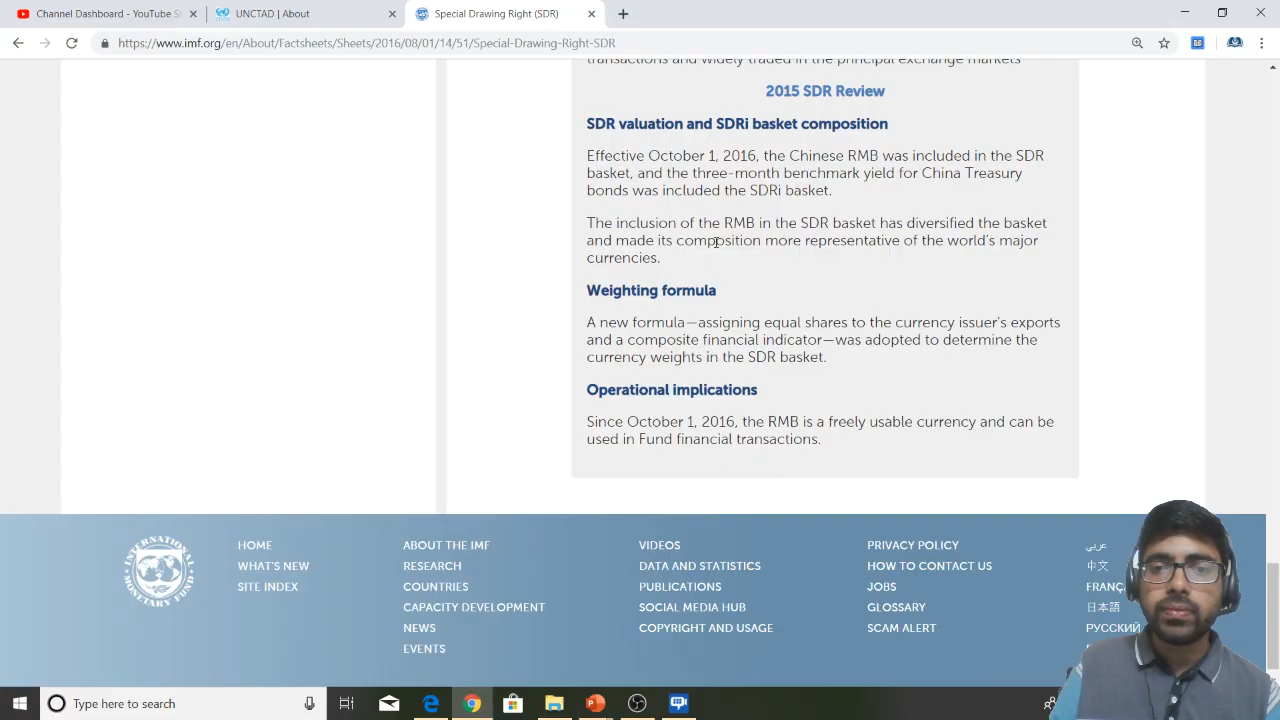 Channel Dashboard - YouTube S
UNCTAD | About
Special Drawing Right (SDR)
https://www.imf.org/en/About/Factsheets/Sheets/2016/08/01/14/51/Special-Drawing-Right-SDR
transactions and widely traded in the principal exchange markets
2015 SDR Review
SDR valuation and SDRi basket composition
Effective October 1, 2016, the Chinese RMB was included in the SDR
basket, and the three-month benchmark yield for China Treasury
bonds was included the SDRi basket.
The inclusion of the RMB in the SDR basket has diversified the basket
and made its composition more representative of the world's major
currencies.
Weighting formula
A new formula—assigning equal shares to the currency issuer's exports
and a composite financial indicator—was adopted to determine the
currency weights in the SDR basket.
Operational implications
Since October 1, 2016, the RMB is a freely usable currency and can be
used in Fund financial transactions.
INTERNATIONAL MONETARY FUND
HOME
WHAT'S NEW
SITE INDEX
ABOUT THE IMF
RESEARCH
COUNTRIES
CAPACITY DEVELOPMENT
NEWS
EVENTS
VIDEOS
DATA AND STATISTICS
PUBLICATIONS
SOCIAL MEDIA HUB
COPYRIGHT AND USAGE
PRIVACY POLICY
HOW TO CONTACT US
JOBS
GLOSSARY
SCAM ALERT
عربي
中文
FRANÇ
日本語
РУССКИЙ
Type here to search